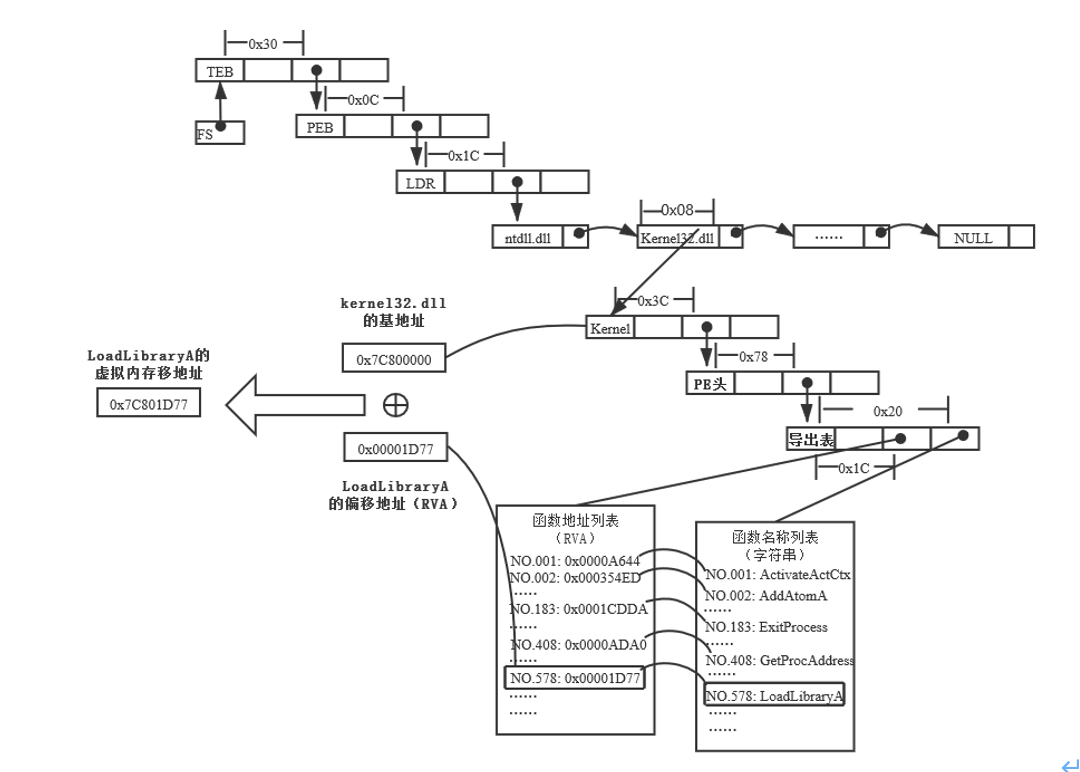 0x30
TEB
0x0C
FS
PEB
0x1C
LDR
0x08
ntdll.dll
Kernel32.dll
......
NULL
0x3C
kernel32.dll
的基地址
Kernel
0x7C800000
LoadLibraryA的
虚拟内存移地址
0x7C801D77
0x78
PE头
0x20
导出表
0x00001D77
0x1C
LoadLibraryA
的偏移地址（RVA）
函数地址列表
（RVA）
NO.001: 0x0000A644
NO.002: 0x000354ED
......
NO.183: 0x0001CDDA
......
NO.408: 0x0000ADA0
......
NO.578: 0x00001D77
......
......
函数名称列表
（字符串）
NO.001: ActivateActCtx
NO.002: AddAtomA
......
NO.183: ExitProcess
......
NO.408: GetProcAddress
......
NO.578: LoadLibraryA
......
......